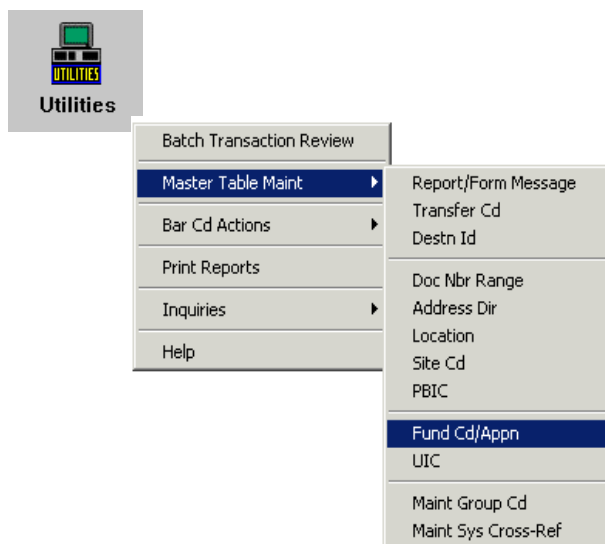 UTILITIES
Utilities
Batch Transaction Review
Master Table Maint
Bar Cd Actions
Print Reports
Inquiries
Help
Report/Form Message
Transfer Cd
Destn Id
Doc Nbr Range
Address Dir
Location
Site Cd
PBIC
Fund Cd/Appn
UIC
Maint Group Cd
Maint Sys Cross-Ref